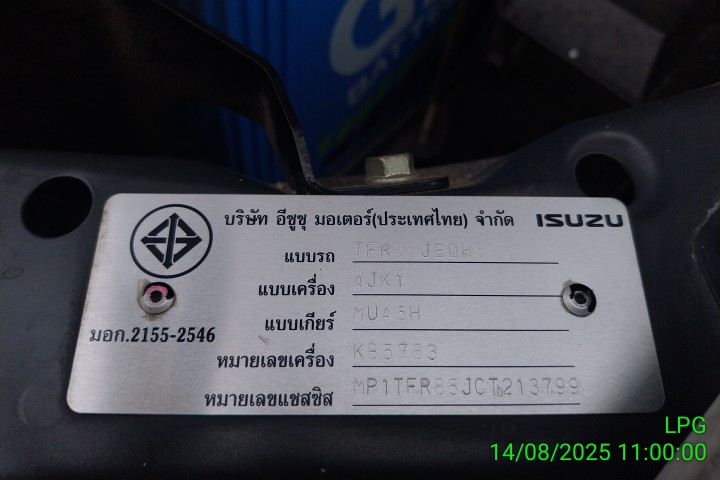 BATTERY
บริษัท อีซูซุ มอเตอร์(ประเทศไทย) จำกัด ISUZU
แบบรถ
แบบเครื่อง 4JK1
แบบเกียร์ MUA5H
มอก.2155-2546
หมายเลขเครื่อง KB3763
หมายเลขแชสซิส MP1TFR85JCT213799
LPG
14/08/2025 11:00:00